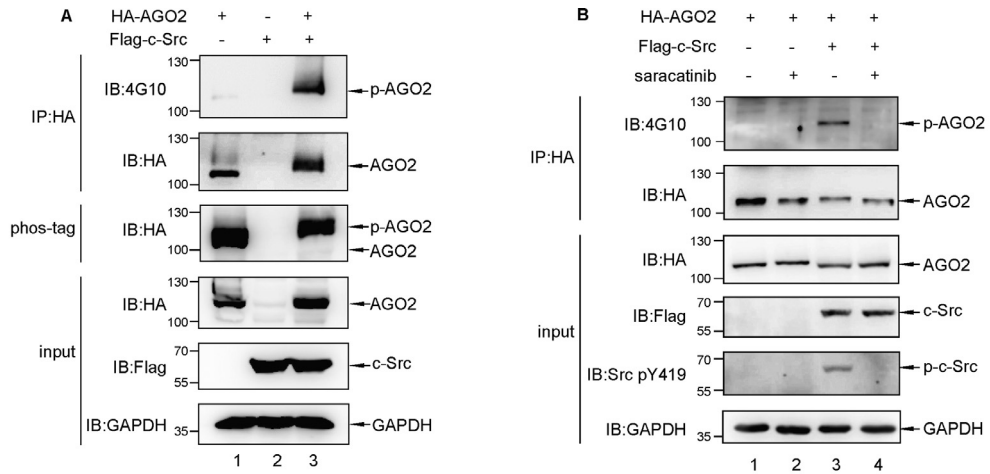 A
HA-AGO2 + - +
Flag-c-Src - + +
IP:HA
IB:4G10 130 100 p-AGO2
IB:HA 130 100 AGO2
phos-tag
IB:HA 130 100 p-AGO2 AGO2
input
IB:HA 130 100 AGO2
IB:Flag 70 55 c-Src
IB:GAPDH 35 GAPDH
1 2 3
B
HA-AGO2 + + + +
Flag-c-Src - - + +
saracatinib - + - +
IP:HA
IB:4G10 130 100 p-AGO2
IB:HA 130 100 AGO2
input
IB:HA 130 100 AGO2
IB:Flag 70 55 c-Src
IB:Src pY419 70 55 p-c-Src
IB:GAPDH 35 GAPDH
1 2 3 4